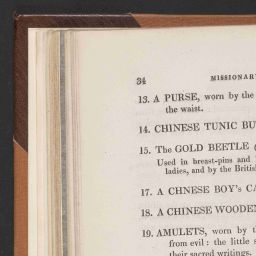 34 MISSIONAR
13. A PURSE, worn by the
the waist.
14. CHINESE TUNIC BU
15. The GOLD BEETLE (
Used in breast-pins and
ladies, and by the Britis
17. A CHNESE BOY's CA
18. A CHINESE WOODEN
19. AMULETS, worn by t
from evil: the little s
their sacred writings.